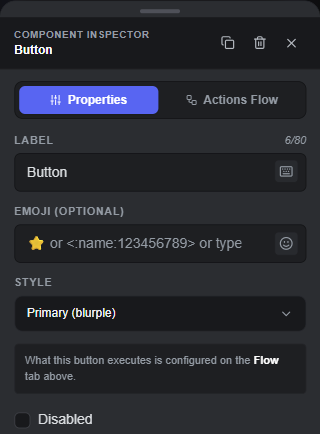 COMPONENT INSPECTOR
Button
Properties
Actions Flow
LABEL
6/80
Button
EMOJI (OPTIONAL)
⭐ or <:name:123456789> or type
STYLE
Primary (blurple)
What this button executes is configured on the Flow
tab above.
Disabled